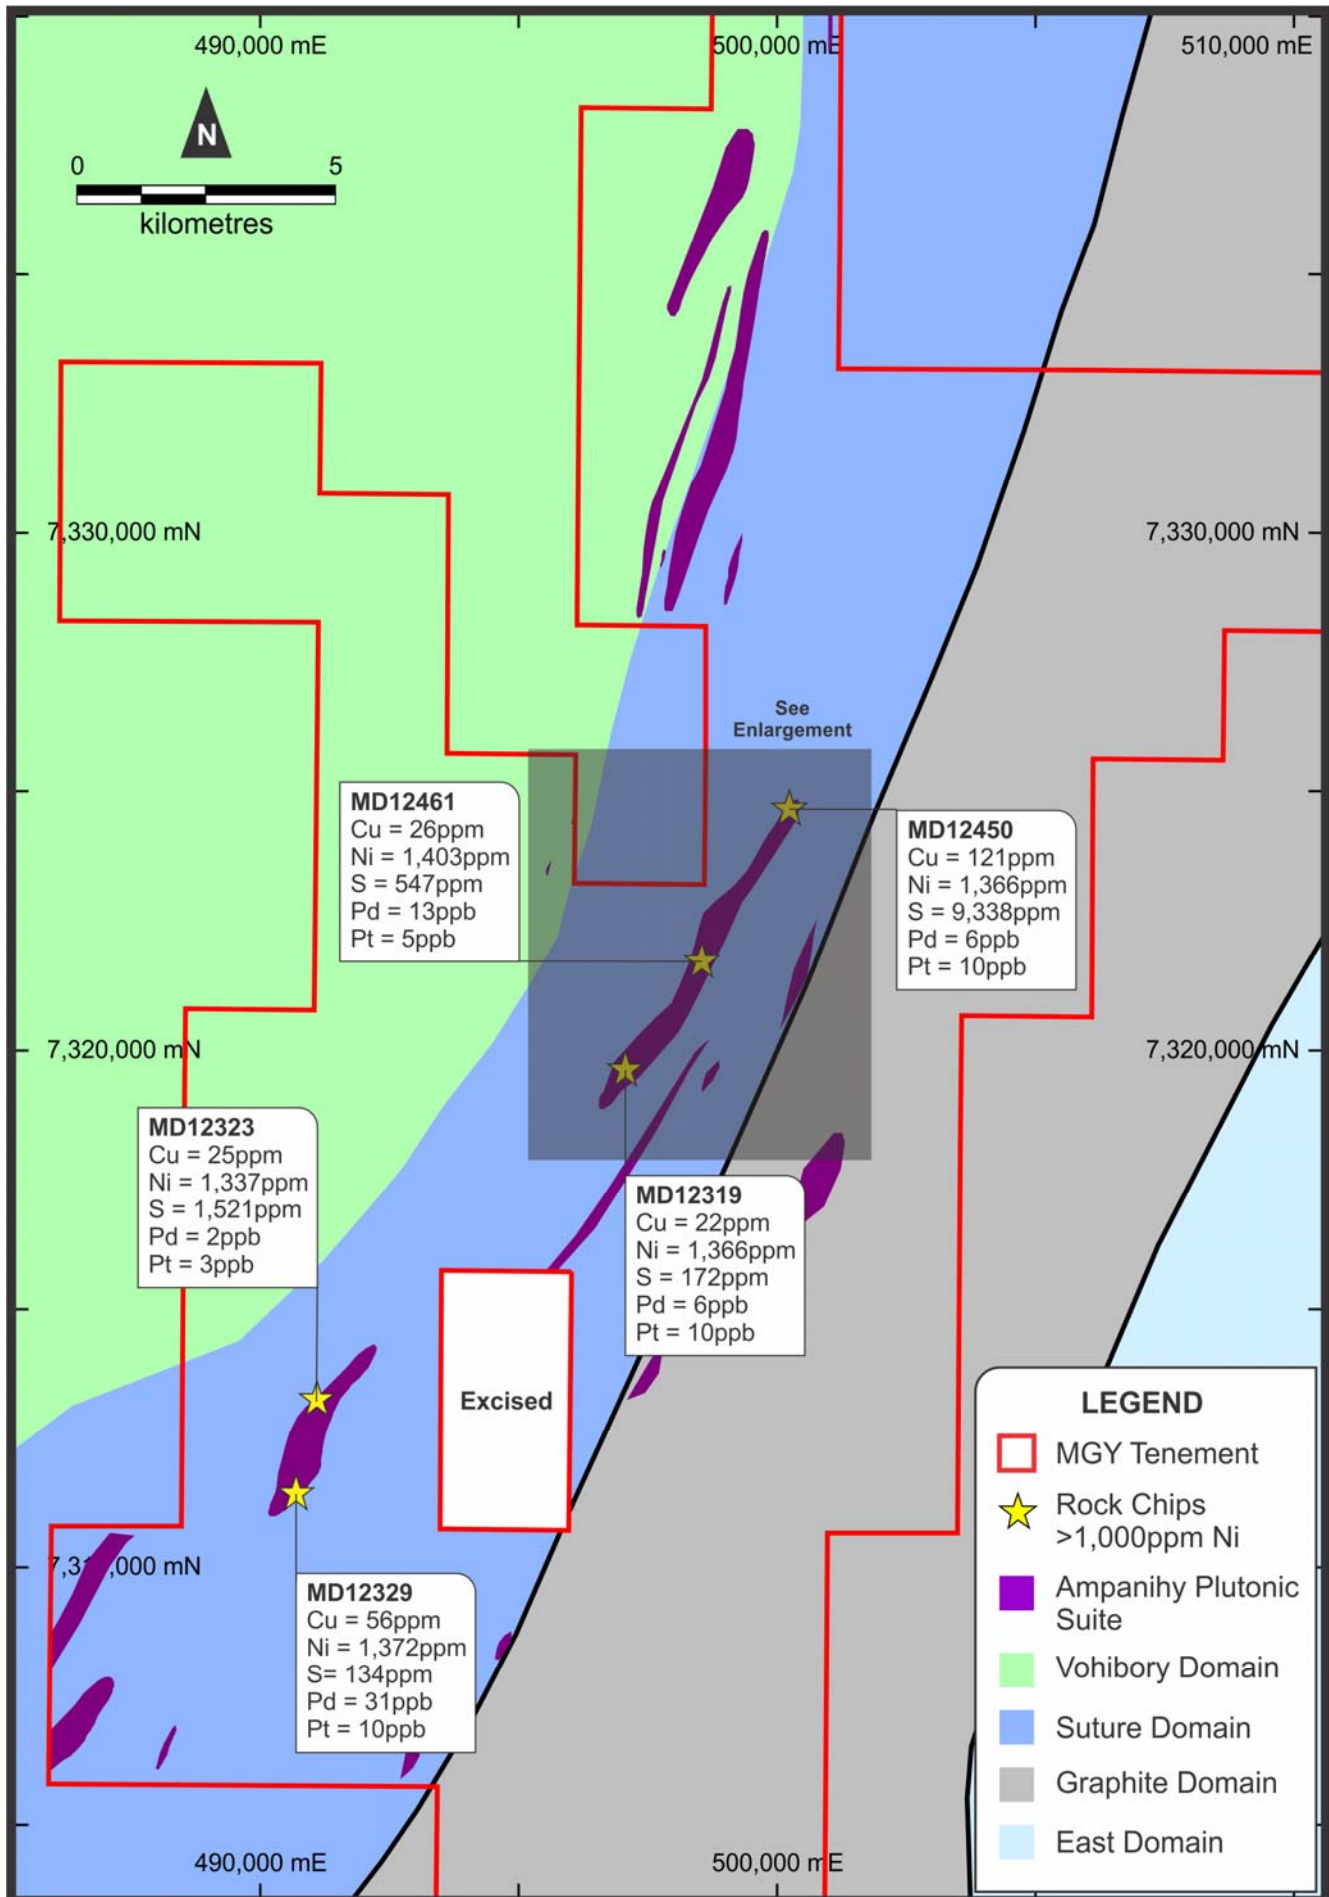 490,000 mE
500,000 mE
510,000 mE
N
0
5
kilometres
7,330,000 mN
7,330,000 mN
See
Enlargement
MD12461
Cu = 26ppm
Ni = 1,403ppm
S = 547ppm
Pd = 13ppb
Pt = 5ppb
MD12450
Cu = 121ppm
Ni = 1,366ppm
S = 9,338ppm
Pd = 6ppb
Pt = 10ppb
7,320,000 mN
7,320,000 mN
MD12323
Cu = 25ppm
Ni = 1,337ppm
S = 1,521ppm
Pd = 2ppb
Pt = 3ppb
MD12319
Cu = 22ppm
Ni = 1,366ppm
S = 172ppm
Pd = 6ppb
Pt = 10ppb
Excised
7,310,000 mN
MD12329
Cu = 56ppm
Ni = 1,372ppm
S= 134ppm
Pd = 31ppb
Pt = 10ppb
LEGEND
MGY Tenement
Rock Chips
>1,000ppm Ni
Ampanihy Plutonic
Suite
Vohibory Domain
Suture Domain
Graphite Domain
East Domain
490,000 mE
500,000 mE